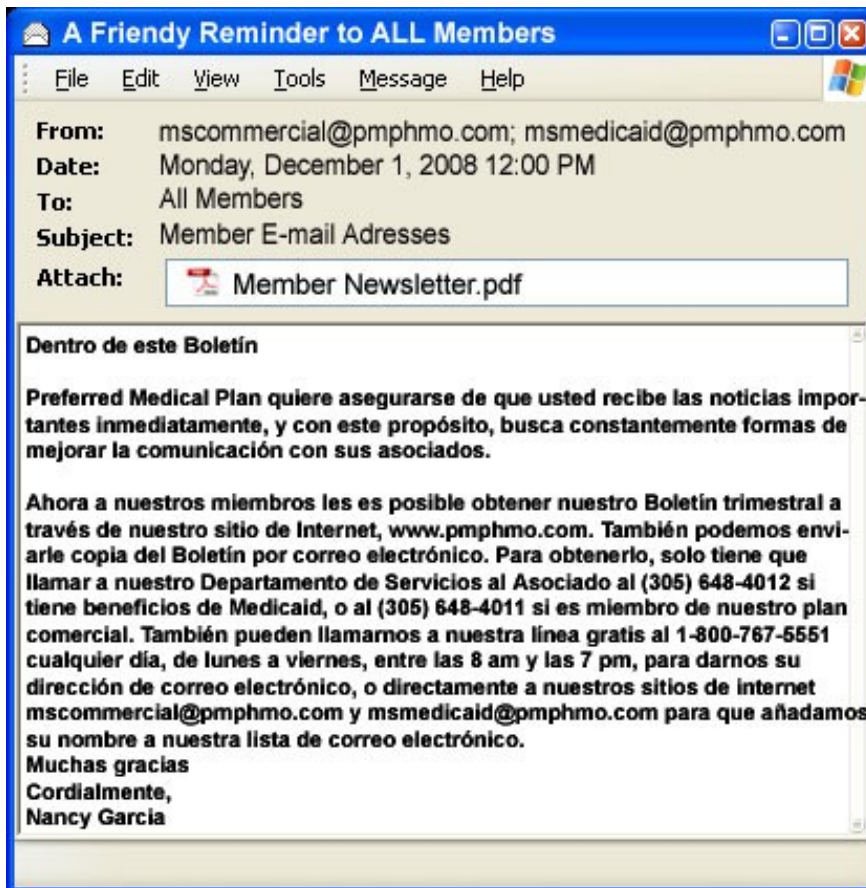 A Friendy Reminder to ALL Members
File Edit View Tools Message Help
From: mscommercial@pmphmo.com; msmedicaid@pmphmo.com
Date: Monday, December 1, 2008 12:00 PM
To: All Members
Subject: Member E-mail Adresses
Attach: Member Newsletter.pdf
Dentro de este Boletín
Preferred Medical Plan quiere asegurarse de que usted recibe las noticias impor-
tantes inmediatamente, y con este propósito, busca constantemente formas de
mejorar la comunicación con sus asociados.
Ahora a nuestros miembros les es posible obtener nuestro Boletín trimestral a
través de nuestro sitio de Internet, www.pmphmo.com. También podemos envi-
arle copia del Boletín por correo electrónico. Para obtenerlo, solo tiene que
llamar a nuestro Departamento de Servicios al Asociado al (305) 648-4012 si
tiene beneficios de Medicaid, o al (305) 648-4011 si es miembro de nuestro plan
comercial. También pueden llamarnos a nuestra línea gratis al 1-800-767-5551
cualquier día, de lunes a viernes, entre las 8 am y las 7 pm, para darnos su
dirección de correo electrónico, o directamente a nuestros sitios de internet
mscommercial@pmphmo.com y msmedicaid@pmphmo.com para que añadamos
su nombre a nuestra lista de correo electrónico.
Muchas gracias
Cordialmente,
Nancy Garcia